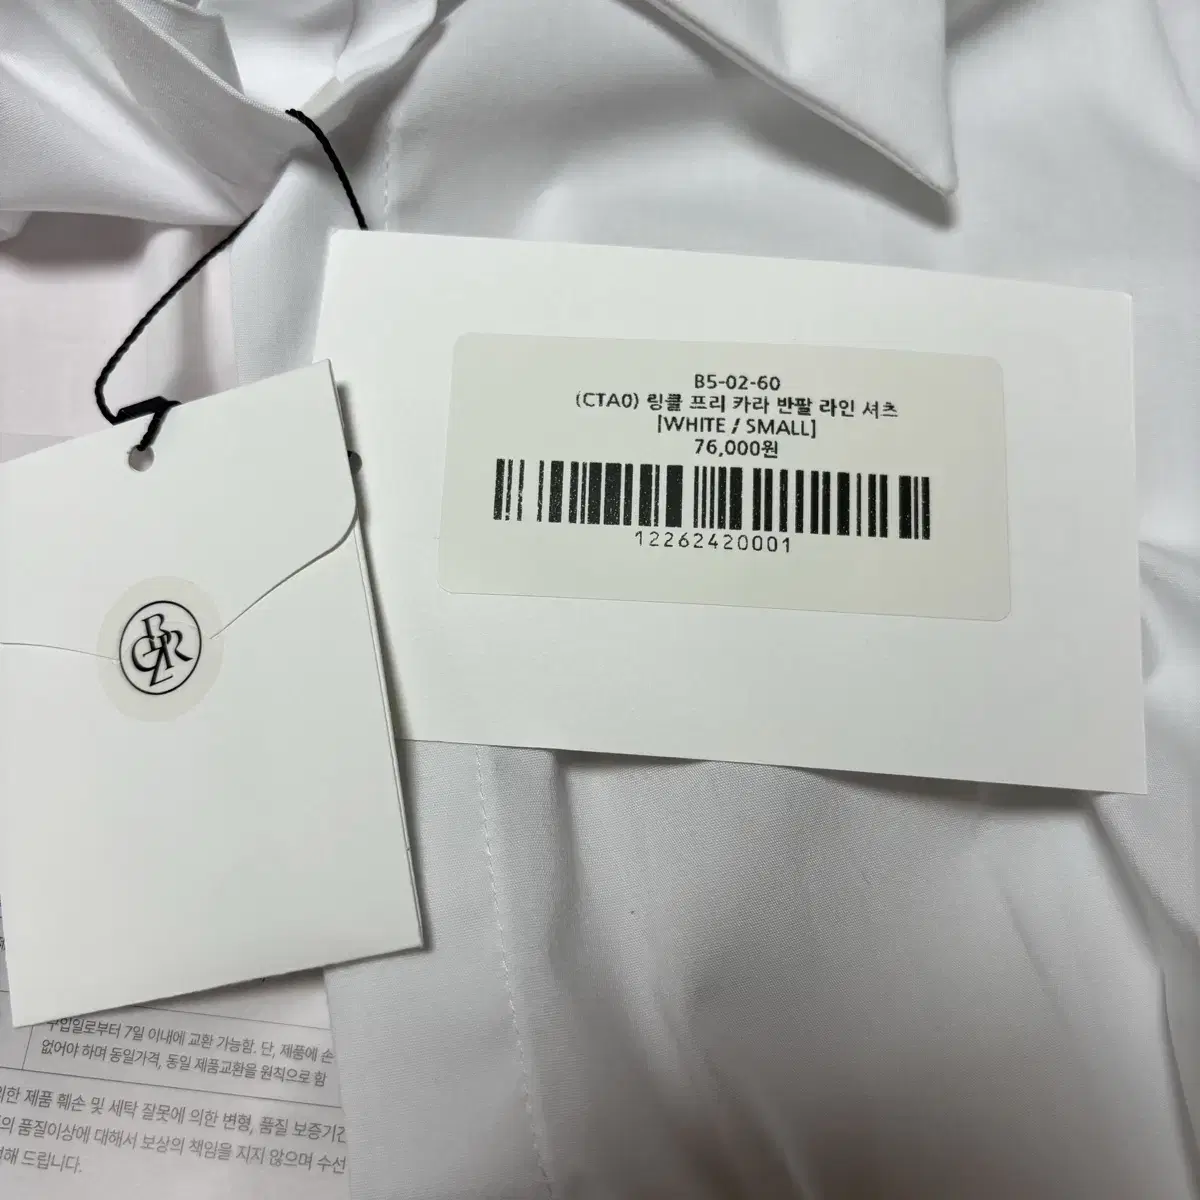 B5-02-60
(CTA0) 링클 프리 카라 반팔 라인 셔츠
[WHITE / SMALL]
76,000원
12262420001
구입일로부터 7일 이내에 교환 가능함. 단, 제품에 손
없어야 하며 동일가격, 동일 제품교환을 원칙으로 함
의한 제품 훼손 및 세탁 잘못에 의한 변형, 품질 보증기간
의 품질이상에 대해서 보상의 책임을 지지 않으며 수선
드립니다.